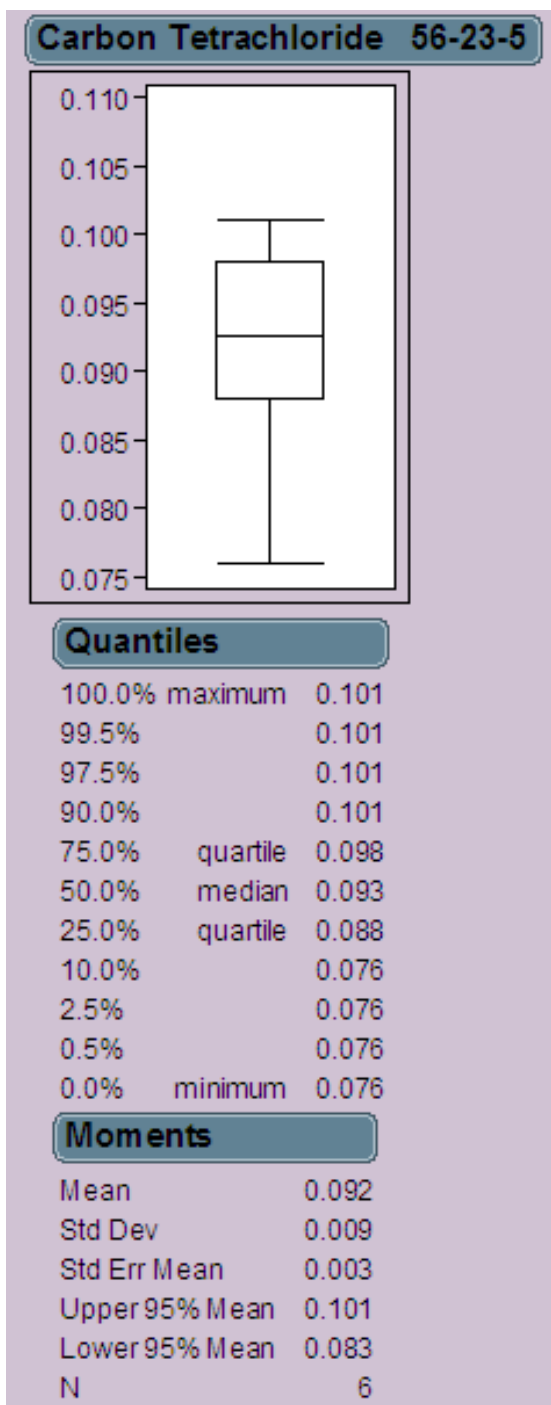 Carbon Tetrachloride 56-23-5
0.110
0.105
0.100
0.095
0.090
0.085
0.080
0.075
Quantiles
100.0% maximum 0.101
99.5% 0.101
97.5% 0.101
90.0% 0.101
75.0% quartile 0.098
50.0% median 0.093
25.0% quartile 0.088
10.0% 0.076
2.5% 0.076
0.5% 0.076
0.0% minimum 0.076
Moments
Mean 0.092
Std Dev 0.009
Std Err Mean 0.003
Upper 95% Mean 0.101
Lower 95% Mean 0.083
N 6